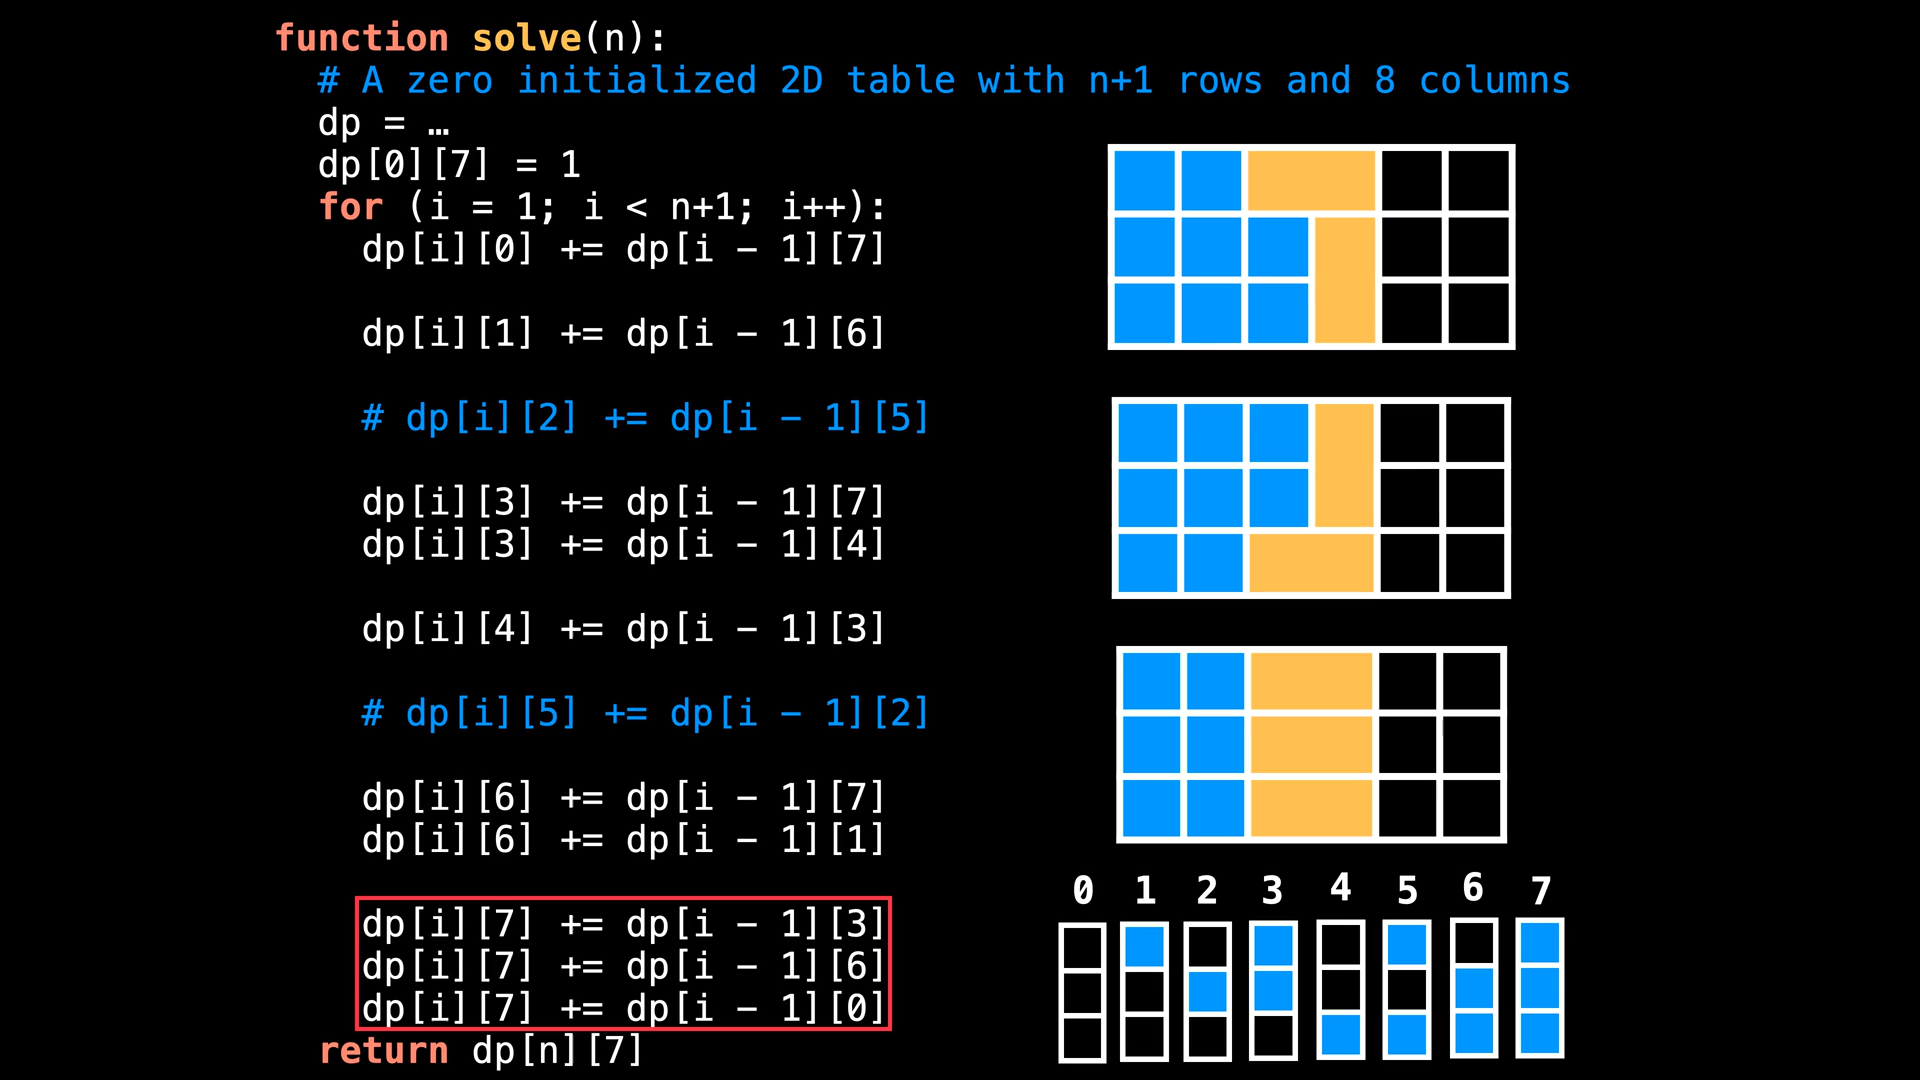 function solve(n):
# A zero initialized 2D table with n+1 rows and 8 columns
dp = …
dp[0][7] = 1
for (i = 1; i < n+1; i++):
dp[i][0] += dp[i − 1][7]
dp[i][1] += dp[i − 1][6]
# dp[i][2] += dp[i − 1][5]
dp[i][3] += dp[i − 1][7]
dp[i][3] += dp[i − 1][4]
dp[i][4] += dp[i − 1][3]
# dp[i][5] += dp[i − 1][2]
dp[i][6] += dp[i − 1][7]
dp[i][6] += dp[i − 1][1]
dp[i][7] += dp[i − 1][3]
dp[i][7] += dp[i − 1][6]
dp[i][7] += dp[i − 1][0]
return dp[n][7]
0 1 2 3 4 5 6 7